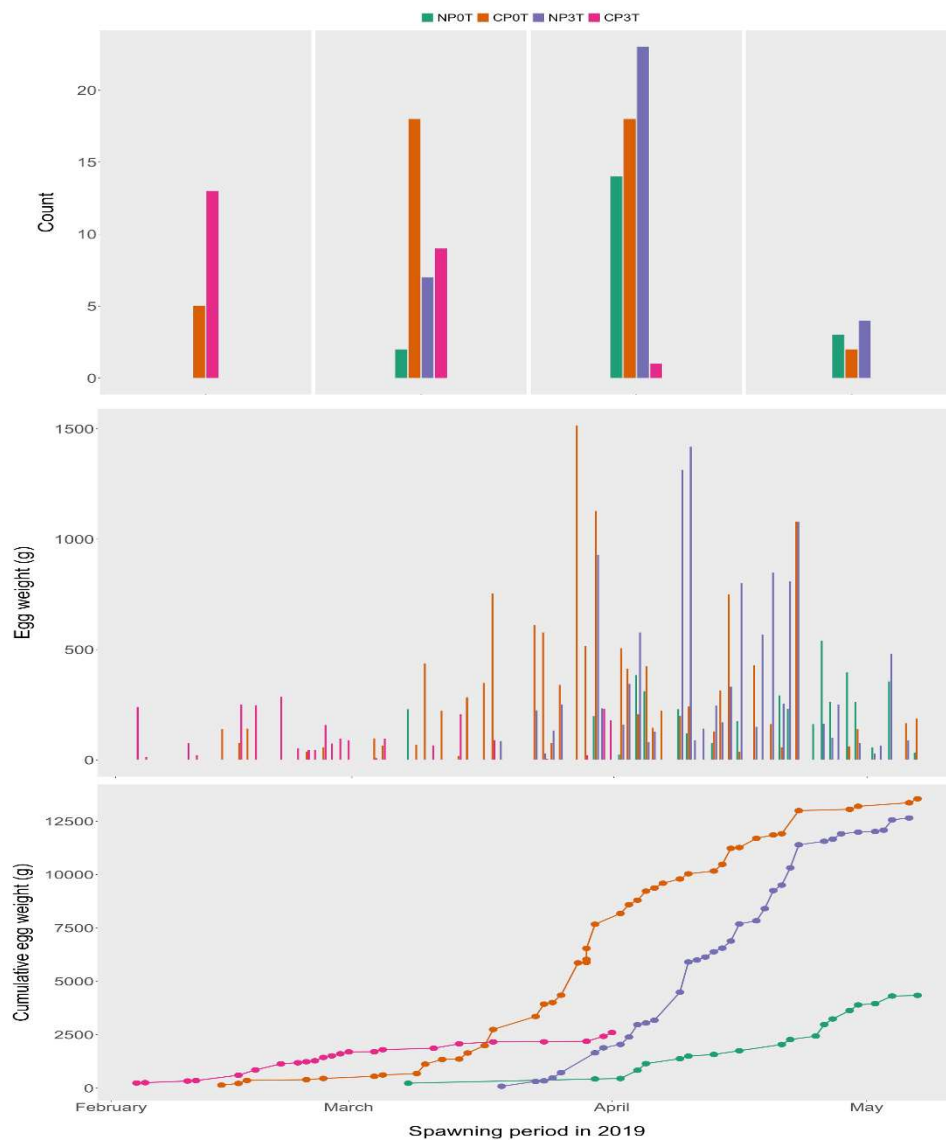 NP0T CP0T NP3T CP3T
20
15
10
5
0
Count
1500
1000
500
0
Egg weight (g)
12500
10000
7500
5000
2500
0
Cumulative egg weight (g)
February March April May
Spawning period in 2019